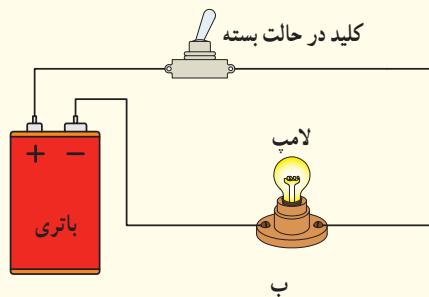 کلید در حالت بسته
لامپ
+ −
باتری
ب